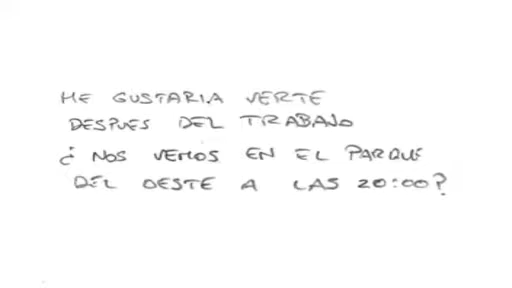 ME GUSTARIA VERTE
DESPUES DEL TRABAJO
¿ NOS VEMOS EN EL PARQUE
DEL OESTE A LAS 20:00?